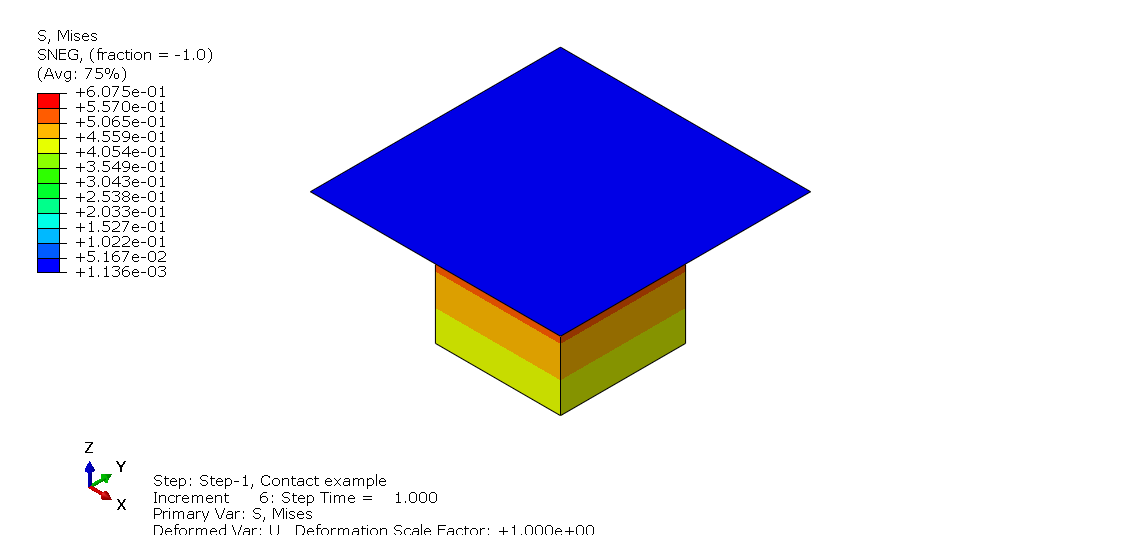 S, Mises
SNEG, (fraction = -1.0)
(Avg: 75%)
+6.075e-01
+5.570e-01
+5.065e-01
+4.559e-01
+4.054e-01
+3.549e-01
+3.043e-01
+2.538e-01
+2.033e-01
+1.527e-01
+1.022e-01
+5.167e-02
+1.136e-03
Z
Y
X
Step: Step-1, Contact example
Increment 6: Step Time = 1.000
Primary Var: S, Mises
Deformed Var: U Deformation Scale Factor: +1.000e+00